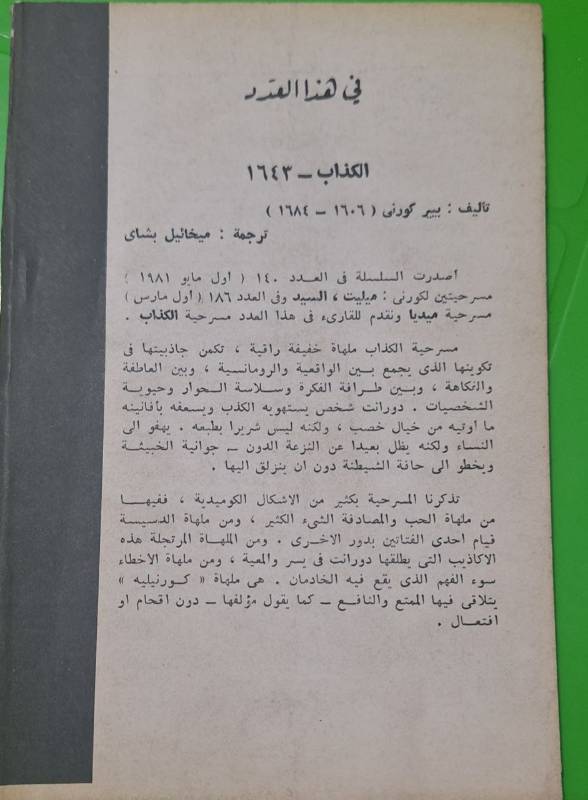 في هذا العدد
الكذاب – ١٦٤٣
تأليف : بيير كورنى ( ١٦٠٦ – ١٦٨٤ )
ترجمة : ميخائيل بشاى
أصدرت السلسلة فى العدد ١٤٠ ( أول مايو ١٩٨١ )
مسرحيتين لكورنى : ميليت ، السيد وفى العدد ١٨٦ ( أول مارس )
مسرحية ميديا ونقدم للقارىء فى هذا العدد مسرحية الكذاب .
مسرحية الكذاب ملهاة خفيفة راقية ، تكمن جاذبيتها فى
تكوينها الذى يجمع بين الواقعية والرومانسية ، وبين العاطفة
والفكاهة ، وبين طرافة الفكرة وسلاسة الحوار وحيوية
الشخصيات . دورانت شخص يستهويه الكذب ويسعفه بأفانينه
ما أوتيه من خيال خصب ، ولكنه ليس شريرا بطبعه . يهفو الى
النساء ولكنه يظل بعيدا عن النزعة الدون – جوانية الخبيثة
ويخطو الى حافة الشيطنة دون ان ينزلق اليها .
تذكرنا المسرحية بكثير من الاشكال الكوميدية ، ففيها
من ملهاة الحب والمصادفة الشىء الكثير ، ومن ملهاة الدسيسة
قيام احدى الفتاتين بدور الاخرى . ومن الملهاة المرتجلة هذه
الاكاذيب التى يطلقها دورانت فى يسر والمعية ، ومن ملهاة الاخطاء
سوء الفهم الذى يقع فيه الخادمان . هى ملهاة « كورنيليه »
يتلاقى فيها الممتع والنافع – كما يقول مؤلفها – دون اقحام او
افتعال .